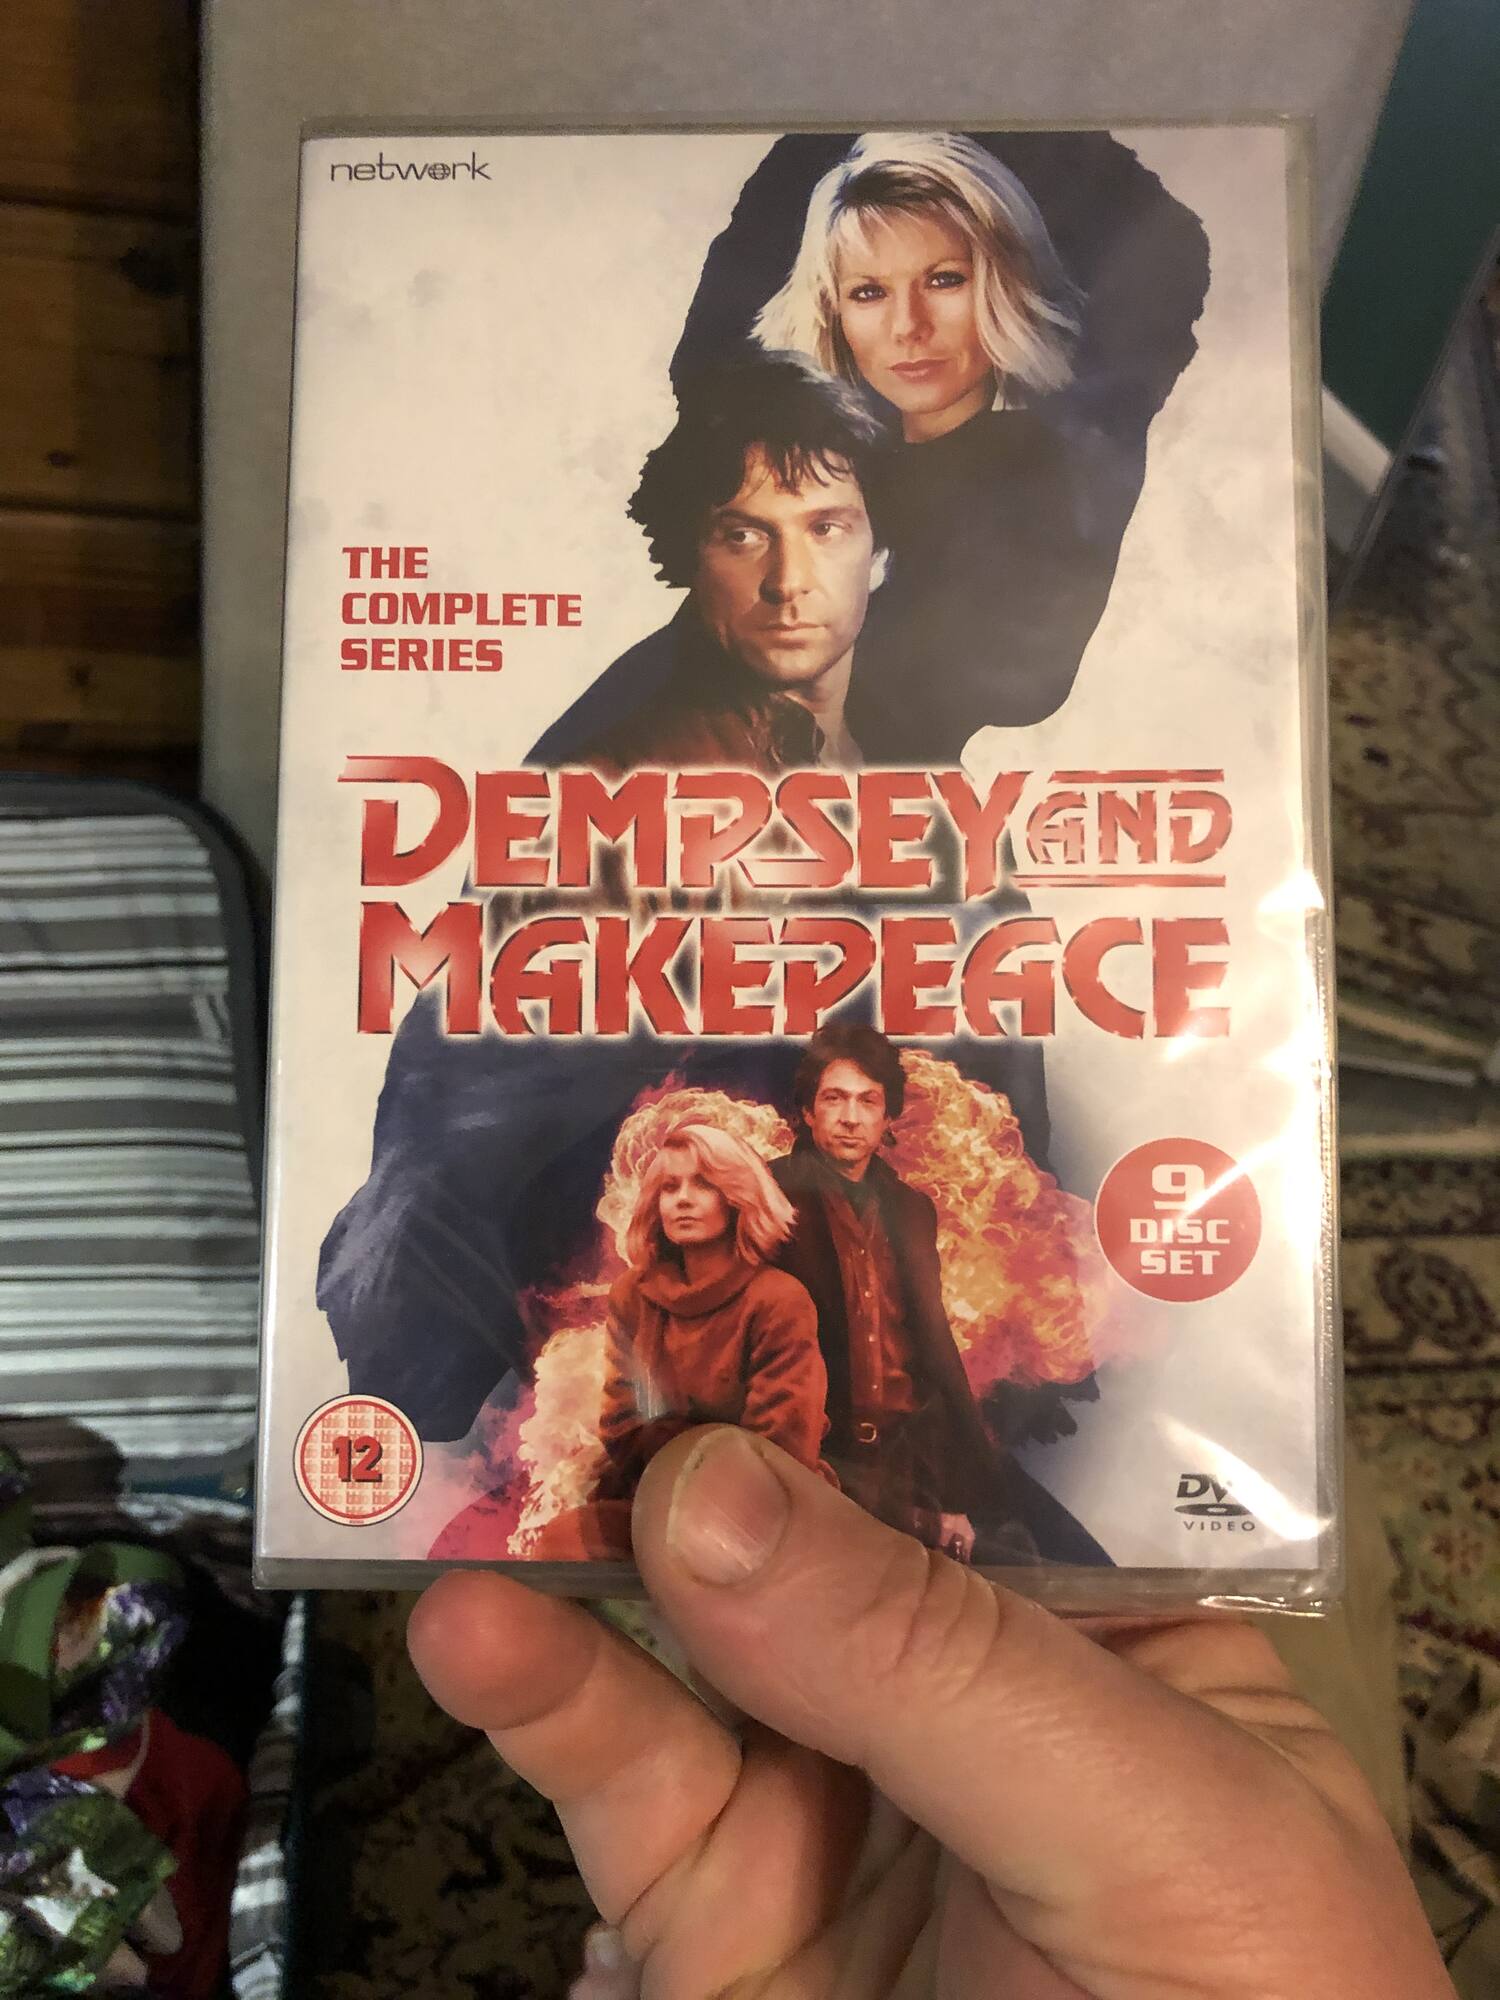 network
THE
COMPLETE
SERIES
DEMPSEY AND
MAKEPEACE
9
DISC
SET
12
VIDEO